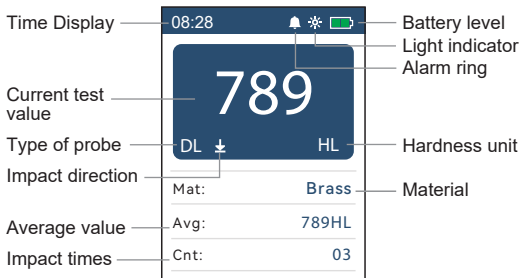 Time Display
08:28
Battery level
Light indicator
Alarm ring
789
Current test
value
Type of probe
DL
HL
Hardness unit
Impact direction
Mat:
Brass
Material
Average value
Avg:
789HL
Impact times
Cnt:
03